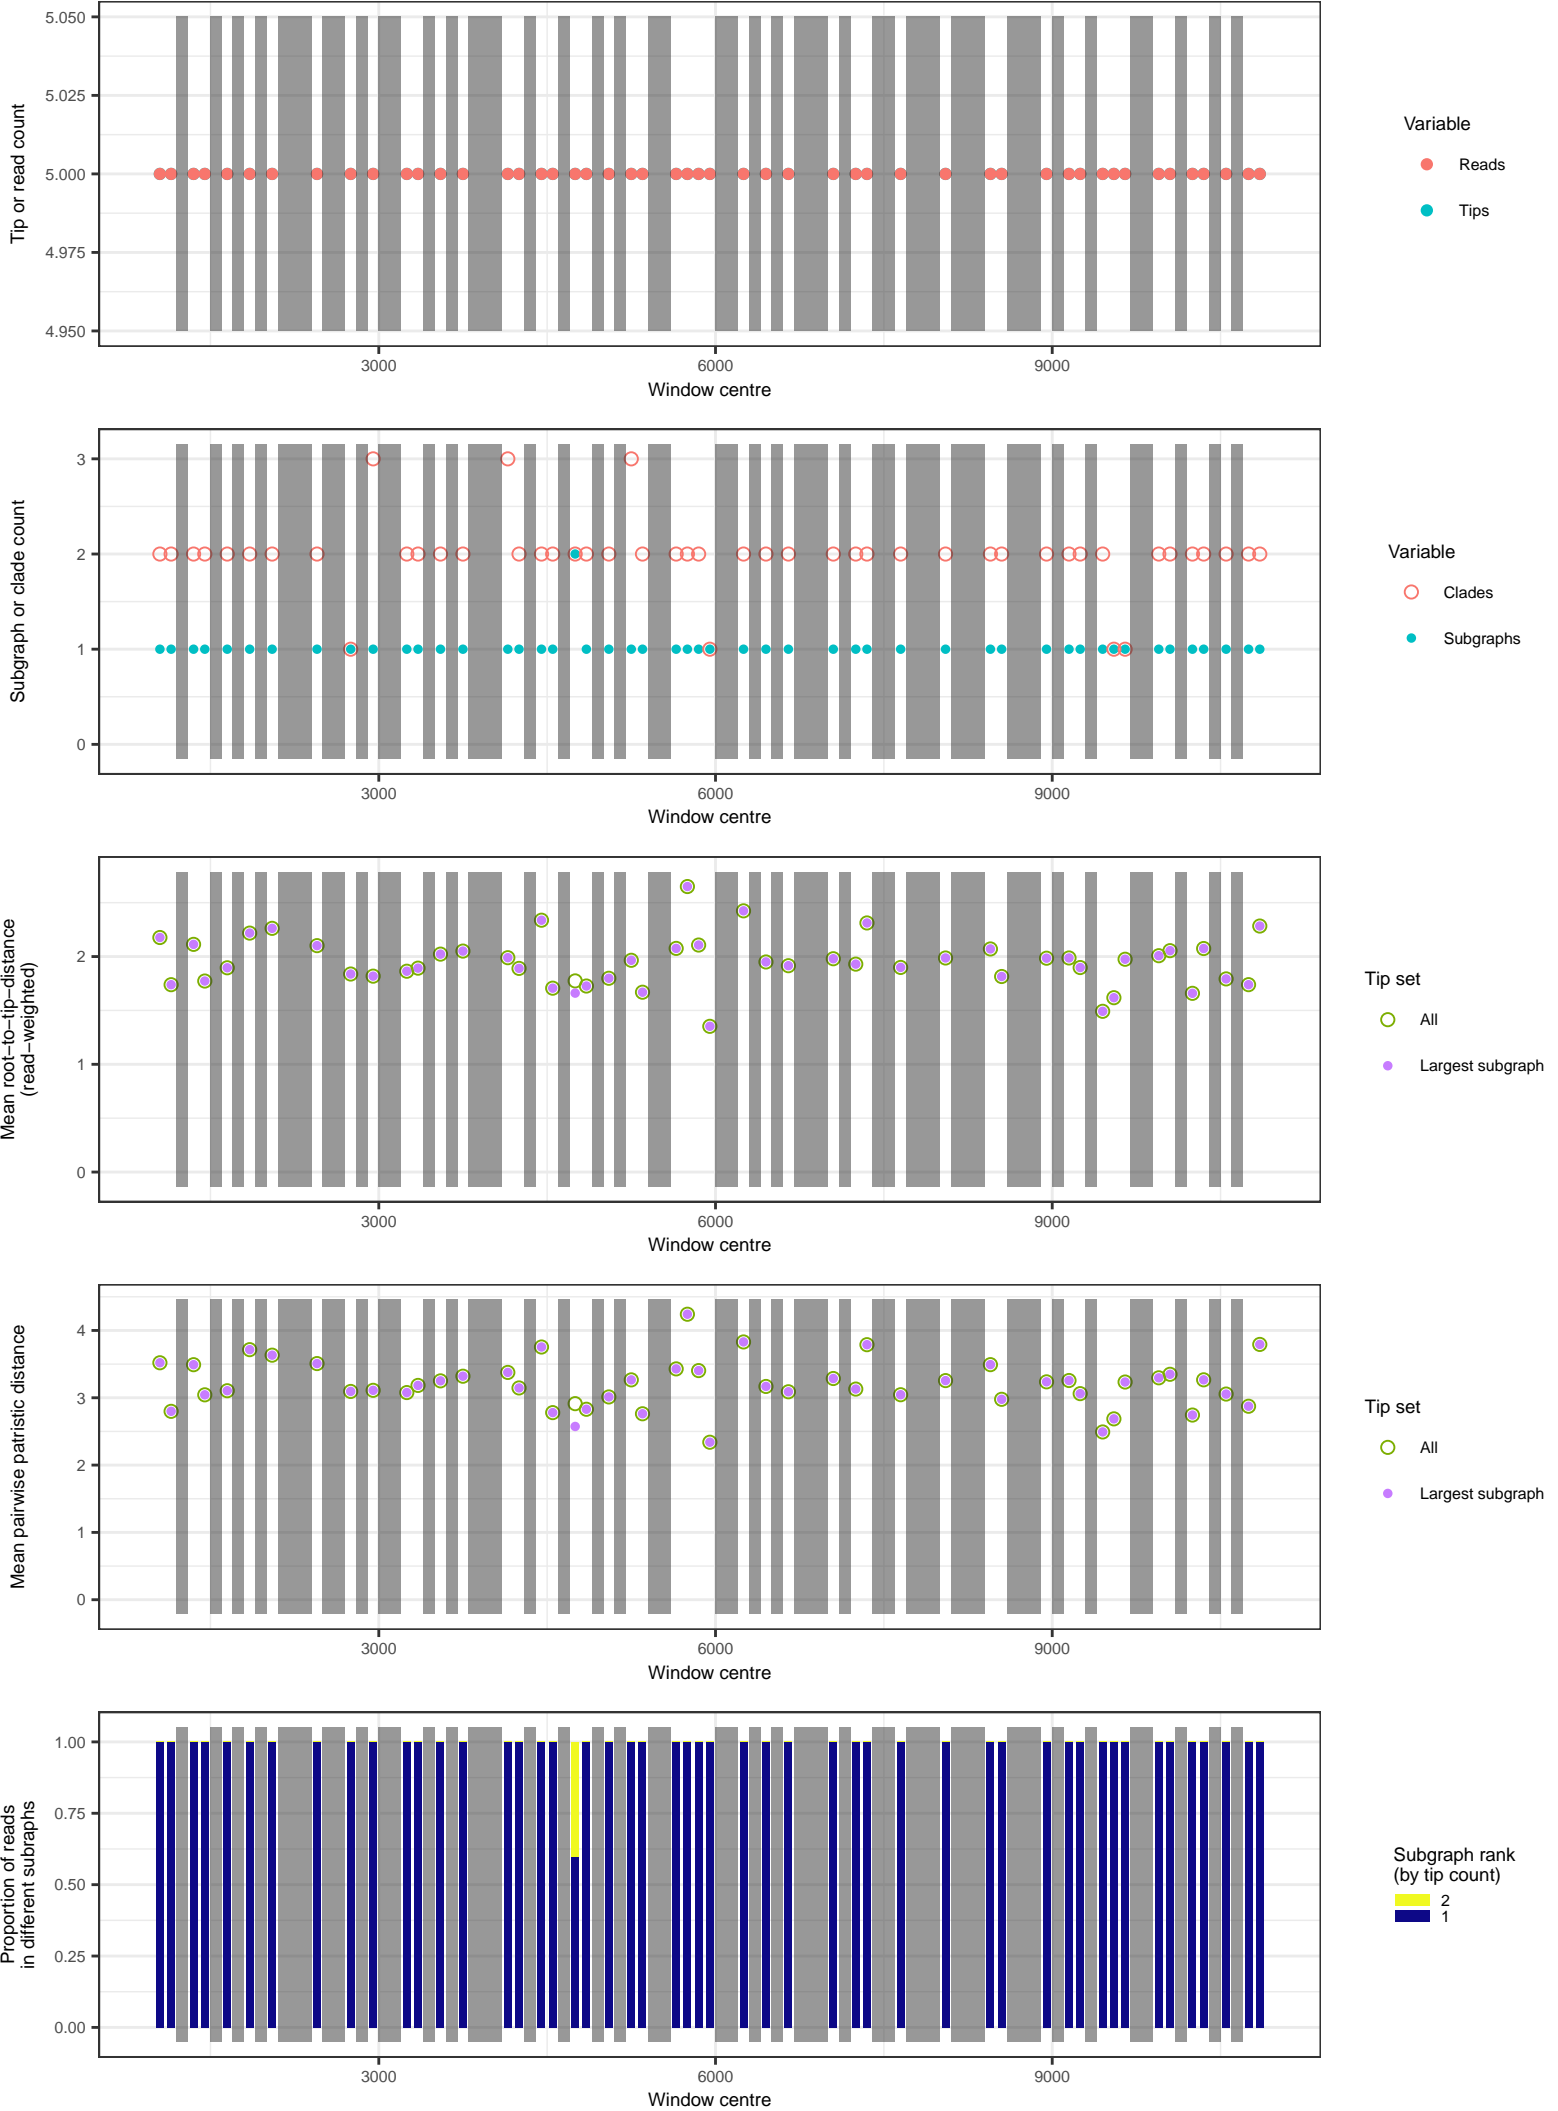 5.050
5.025
5.000
4.975
4.950
Tip or read count
3000
6000
9000
Window centre
Variable
Reads
Tips
3
2
1
0
Subgraph or clade count
3000
6000
9000
Window centre
Variable
Clades
Subgraphs
2
1
0
Mean root−to−tip−distance
(read−weighted)
3000
6000
9000
Window centre
Tip set
All
Largest subgraph
4
3
2
1
0
Mean pairwise patristic distance
3000
6000
9000
Window centre
Tip set
All
Largest subgraph
1.00
0.75
0.50
0.25
0.00
Proportion of reads
in different subraphs
3000
6000
9000
Window centre
Subgraph rank
(by tip count)
2
1